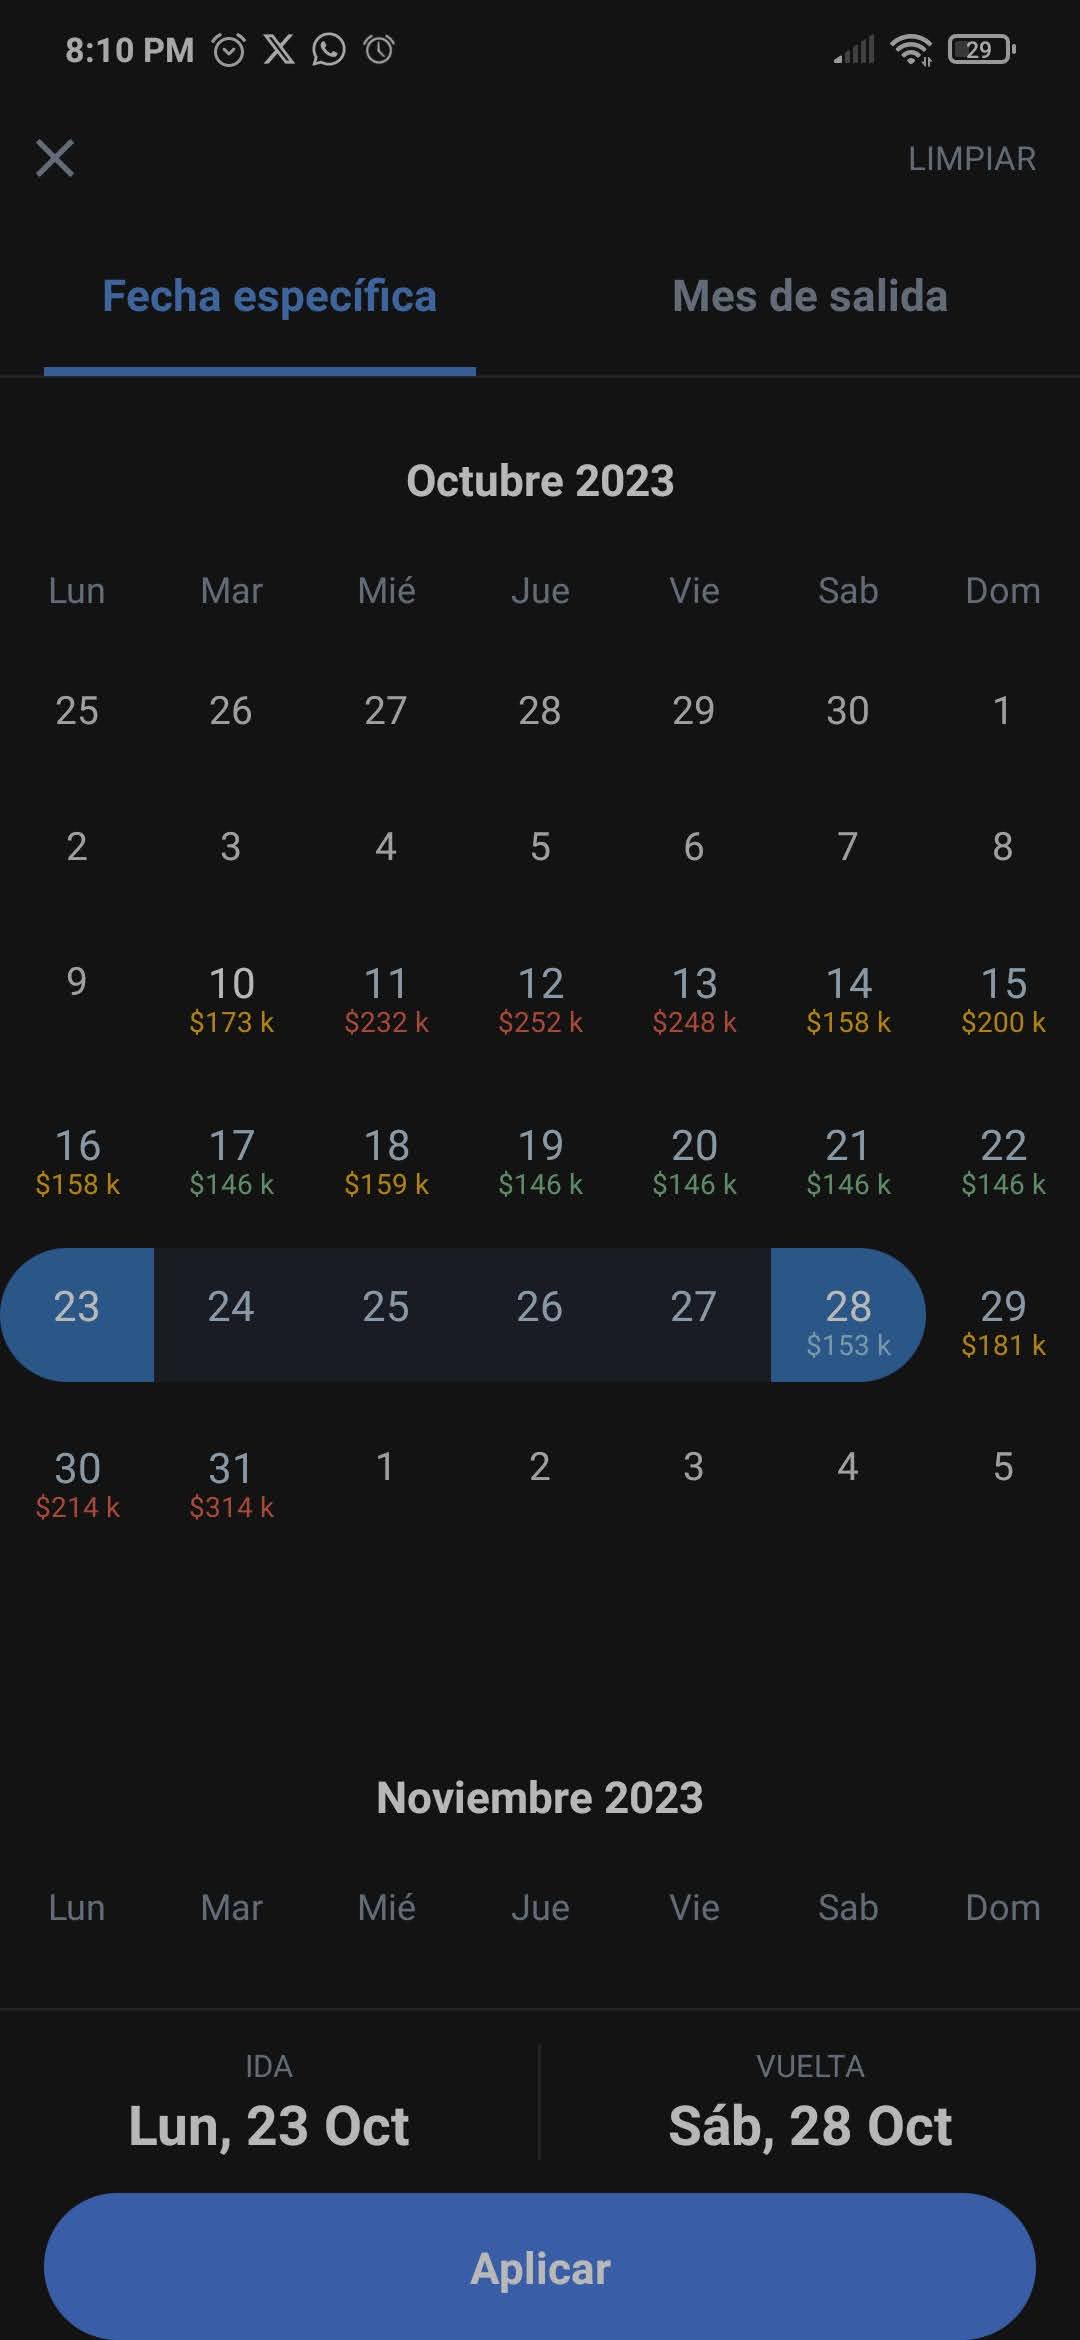 8:10 PM 29
LIMPIAR
Fecha específica Mes de salida
Octubre 2023
Lun Mar Mié Jue Vie Sab Dom
25 26 27 28 29 30 1
2 3 4 5 6 7 8
9 10 11 12 13 14 15
$173 k $232 k $252 k $248 k $158 k $200 k
16 17 18 19 20 21 22
$158 k $146 k $159 k $146 k $146 k $146 k $146 k
23 24 25 26 27 28 29
$153 k $181 k
30 31 1 2 3 4 5
$214 k $314 k
Noviembre 2023
Lun Mar Mié Jue Vie Sab Dom
IDA VUELTA
Lun, 23 Oct Sáb, 28 Oct
Aplicar